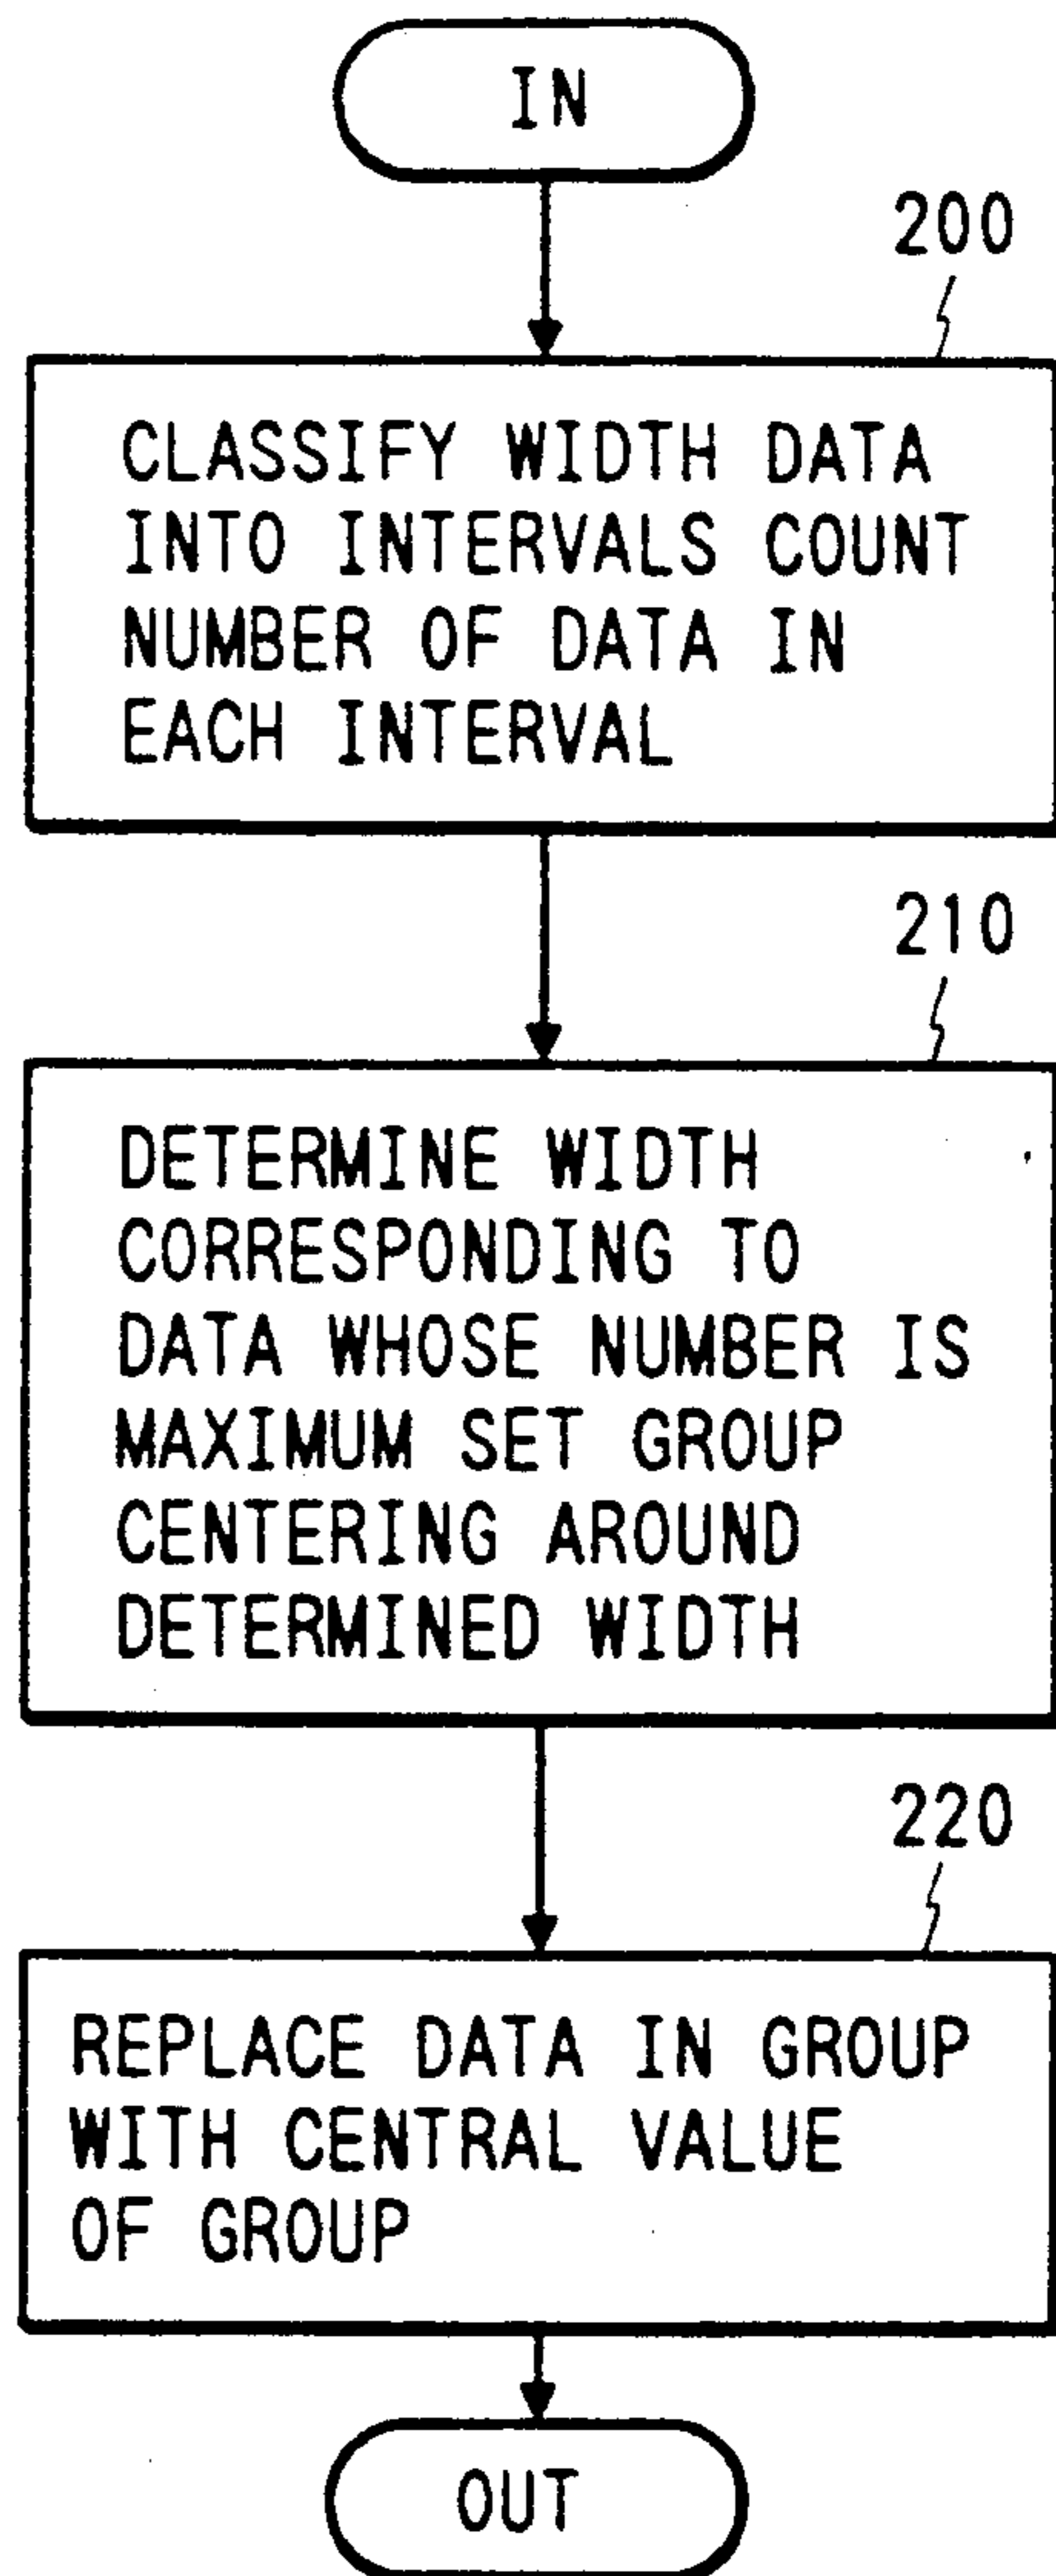 IN
200
CLASSIFY WIDTH DATA
INTO INTERVALS COUNT
NUMBER OF DATA IN
EACH INTERVAL
210
DETERMINE WIDTH
CORRESPONDING TO
DATA WHOSE NUMBER IS
MAXIMUM SET GROUP
CENTERING AROUND
DETERMINED WIDTH
220
REPLACE DATA IN GROUP
WITH CENTRAL VALUE
OF GROUP
OUT